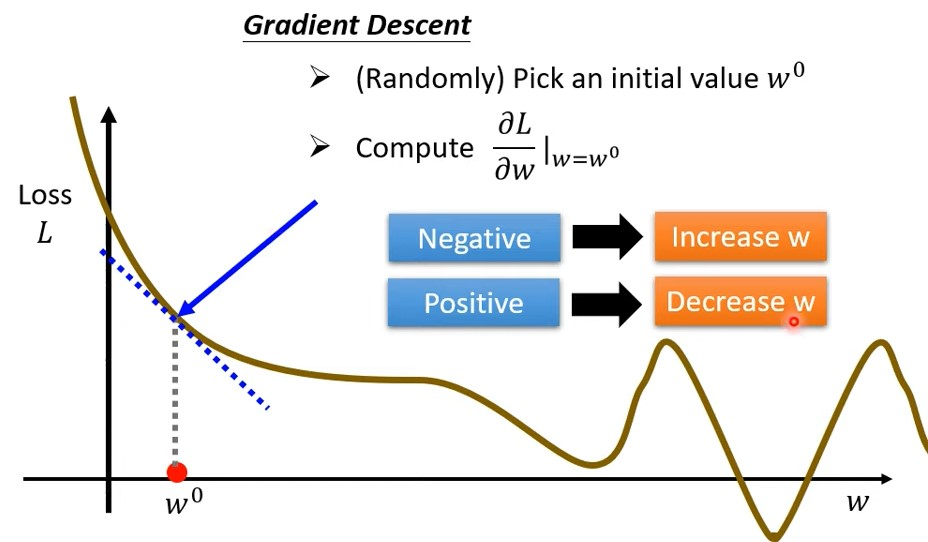 Gradient Descent
➢ (Randomly) Pick an initial value w⁰
➢ Compute ∂L/∂w |w=w⁰
Loss
L
Negative
Increase w
Positive
Decrease w
w⁰
w